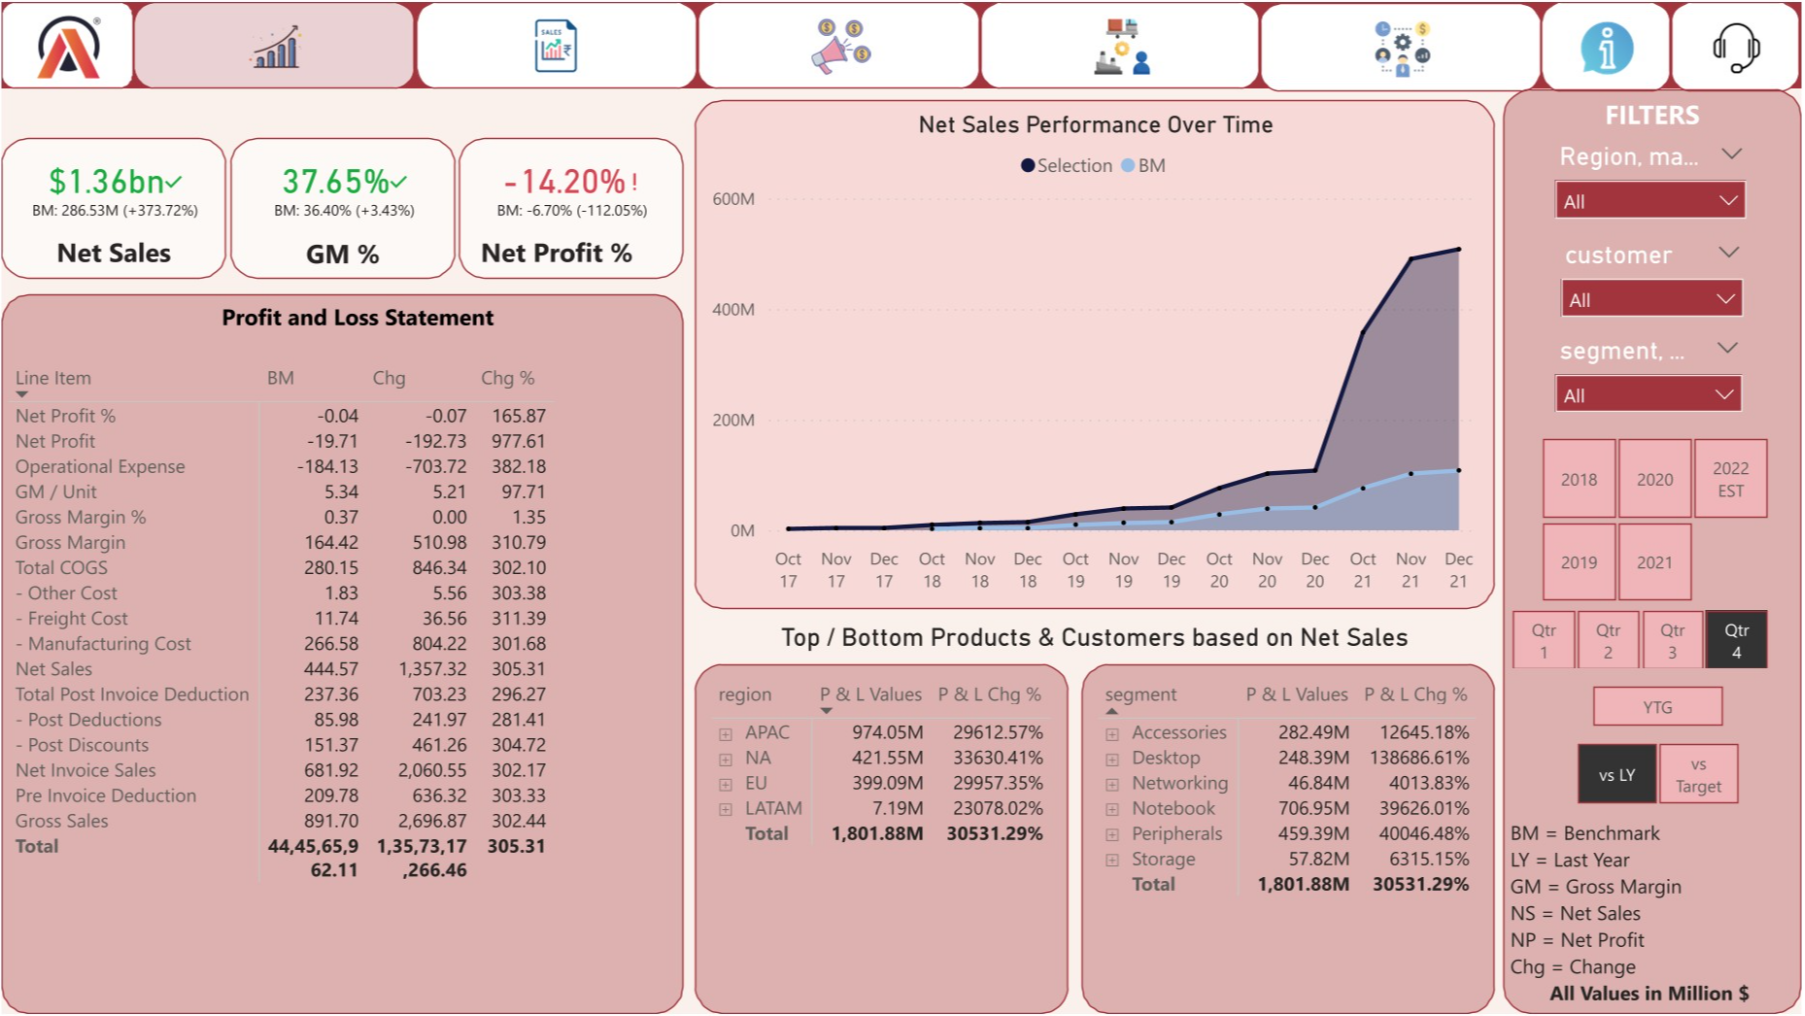 SALES
$1.36bn✓
BM: 286.53M (+373.72%)
Net Sales
37.65%✓
BM: 36.40% (+3.43%)
GM %
-14.20%!
BM: -6.70% (-112.05%)
Net Profit %
Profit and Loss Statement
Line Item BM Chg Chg %
Net Profit % -0.04 -0.07 165.87
Net Profit -19.71 -192.73 977.61
Operational Expense -184.13 -703.72 382.18
GM / Unit 5.34 5.21 97.71
Gross Margin % 0.37 0.00 1.35
Gross Margin 164.42 510.98 310.79
Total COGS 280.15 846.34 302.10
- Other Cost 1.83 5.56 303.38
- Freight Cost 11.74 36.56 311.39
- Manufacturing Cost 266.58 804.22 301.68
Net Sales 444.57 1,357.32 305.31
Total Post Invoice Deduction 237.36 703.23 296.27
- Post Deductions 85.98 241.97 281.41
- Post Discounts 151.37 461.26 304.72
Net Invoice Sales 681.92 2,060.55 302.17
Pre Invoice Deduction 209.78 636.32 303.33
Gross Sales 891.70 2,696.87 302.44
Total 44,45,65,9 1,35,73,17 305.31
62.11 ,266.46
Net Sales Performance Over Time
Selection BM
600M
400M
200M
0M
Oct Nov Dec Oct Nov Dec Oct Nov Dec Oct Nov Dec Oct Nov Dec
17 17 17 18 18 18 19 19 19 20 20 20 21 21 21
Top / Bottom Products & Customers based on Net Sales
region P & L Values P & L Chg %
APAC 974.05M 29612.57%
NA 421.55M 33630.41%
EU 399.09M 29957.35%
LATAM 7.19M 23078.02%
Total 1,801.88M 30531.29%
segment P & L Values P & L Chg %
Accessories 282.49M 12645.18%
Desktop 248.39M 138686.61%
Networking 46.84M 4013.83%
Notebook 706.95M 39626.01%
Peripherals 459.39M 40046.48%
Storage 57.82M 6315.15%
Total 1,801.88M 30531.29%
FILTERS
Region, ma...
All
customer
All
segment, ...
All
2018 2020 2022
EST
2019 2021
Qtr Qtr Qtr Qtr
1 2 3 4
YTG
vs LY
vs
Target
BM = Benchmark
LY = Last Year
GM = Gross Margin
NS = Net Sales
NP = Net Profit
Chg = Change
All Values in Million $